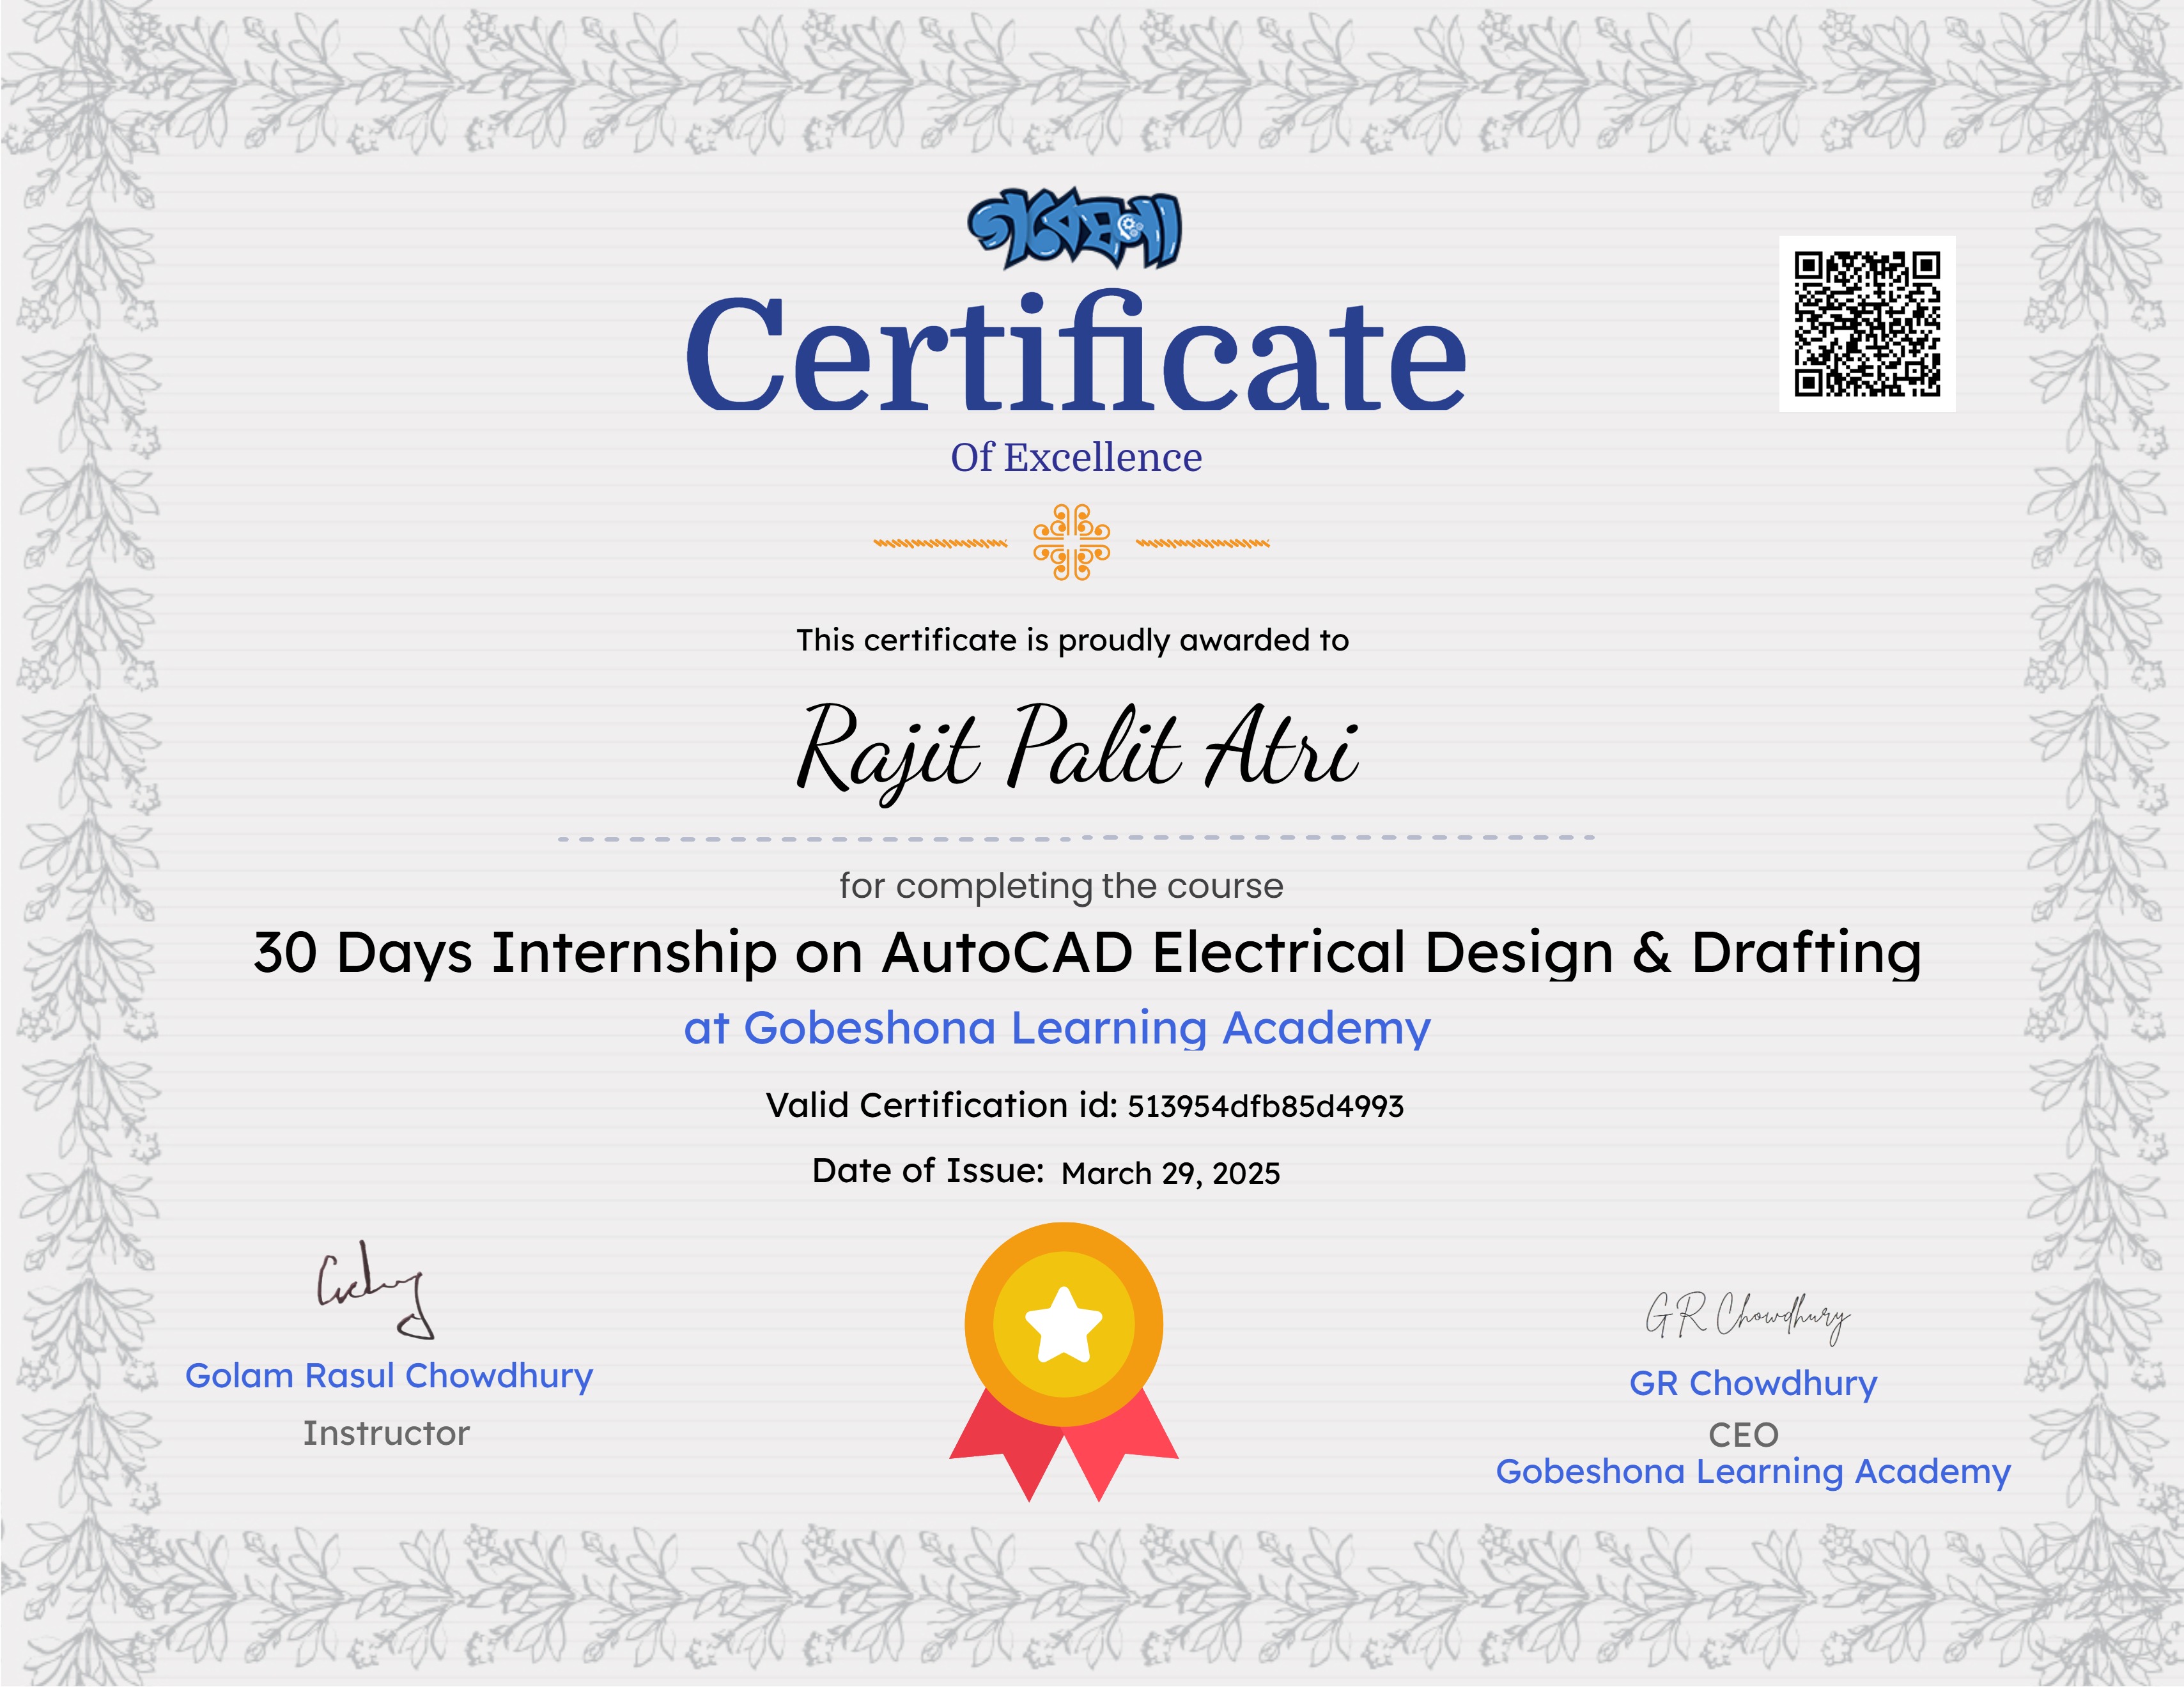 গবেষণা
Certificate
Of Excellence
This certificate is proudly awarded to
Rajit Palit Atri
for completing the course
30 Days Internship on AutoCAD Electrical Design & Drafting
at Gobeshona Learning Academy
Valid Certification id: 513954dfb85d4993
Date of Issue: March 29, 2025
Golam Rasul Chowdhury
Instructor
GR Chowdhury
GR Chowdhury
CEO
Gobeshona Learning Academy